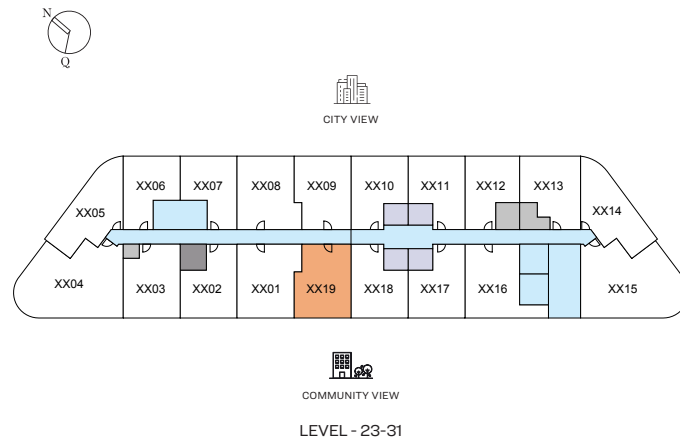 N
Q
CITY VIEW
XX06 XX07 XX08 XX09 XX10 XX11 XX12 XX13
XX05 XX14
XX04 XX03 XX02 XX01 XX19 XX18 XX17 XX16 XX15
COMMUNITY VIEW
LEVEL - 23-31